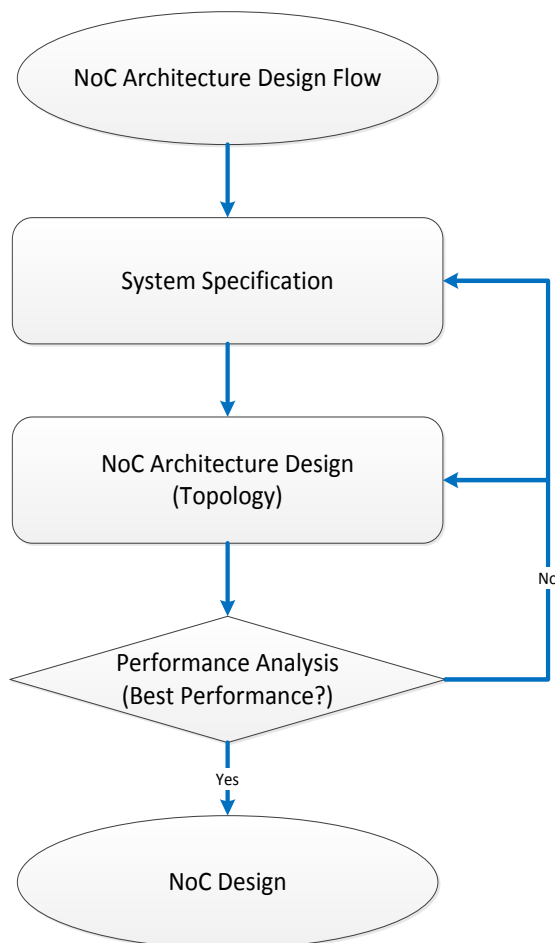 NoC Architecture Design Flow
System Specification
NoC Architecture Design
(Topology)
No
Performance Analysis
(Best Performance?)
Yes
NoC Design